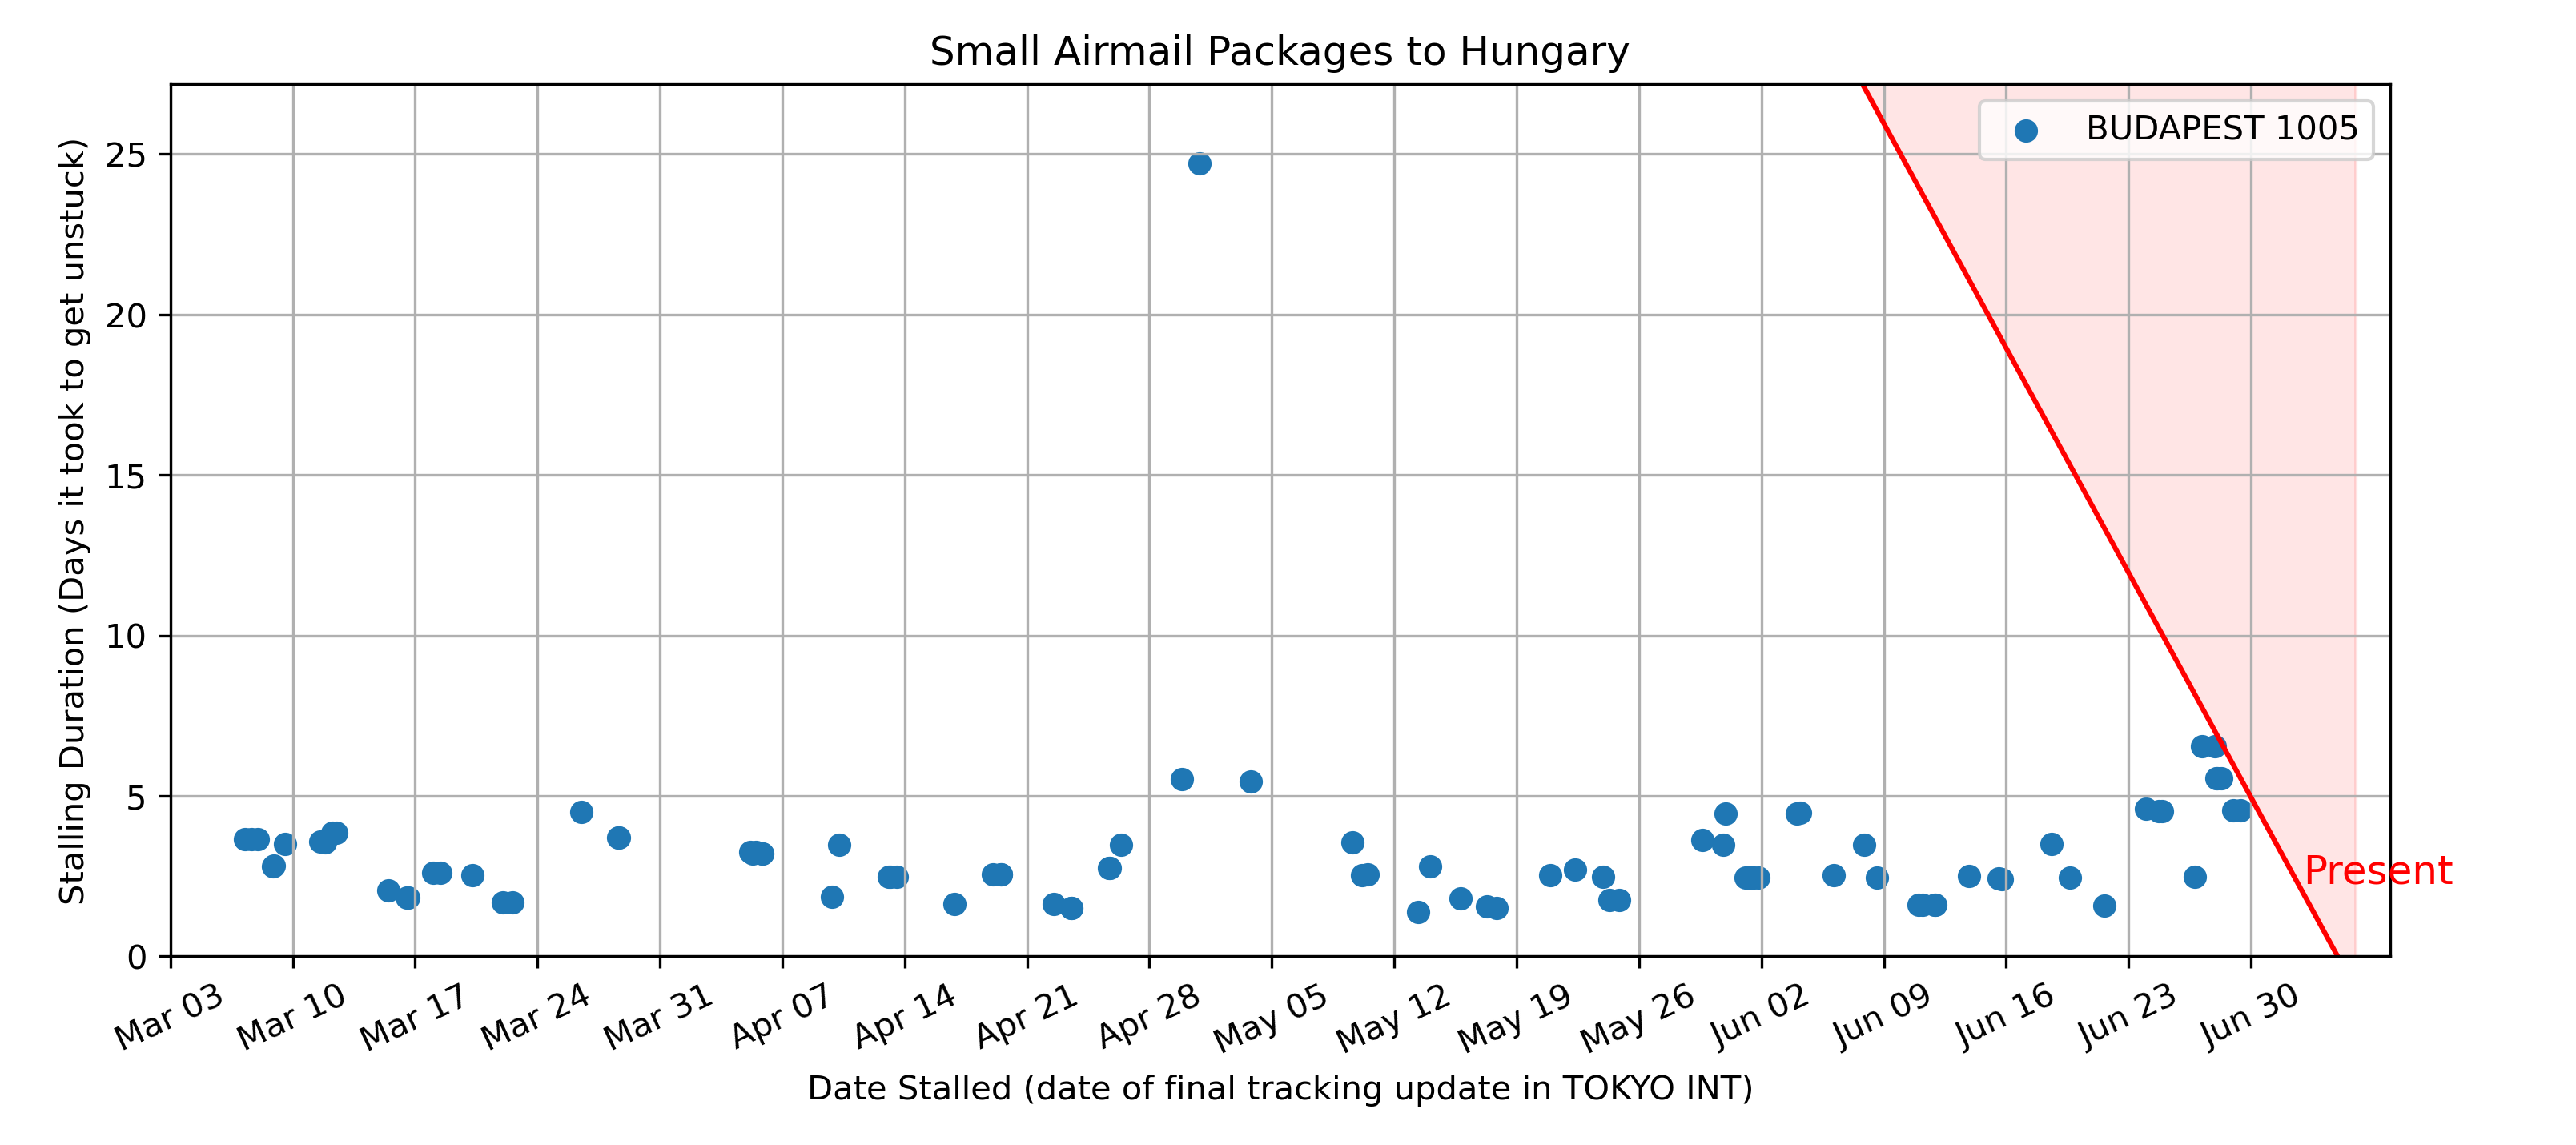 Small Airmail Packages to Hungary
BUDAPEST 1005
Stalling Duration (Days it took to get unstuck)
25
20
15
10
5
0
Present
Mar 03
Mar 10
Mar 17
Mar 24
Mar 31
Apr 07
Apr 14
Apr 21
Apr 28
May 05
May 12
May 19
May 26
Jun 02
Jun 09
Jun 16
Jun 23
Jun 30
Date Stalled (date of final tracking update in TOKYO INT)